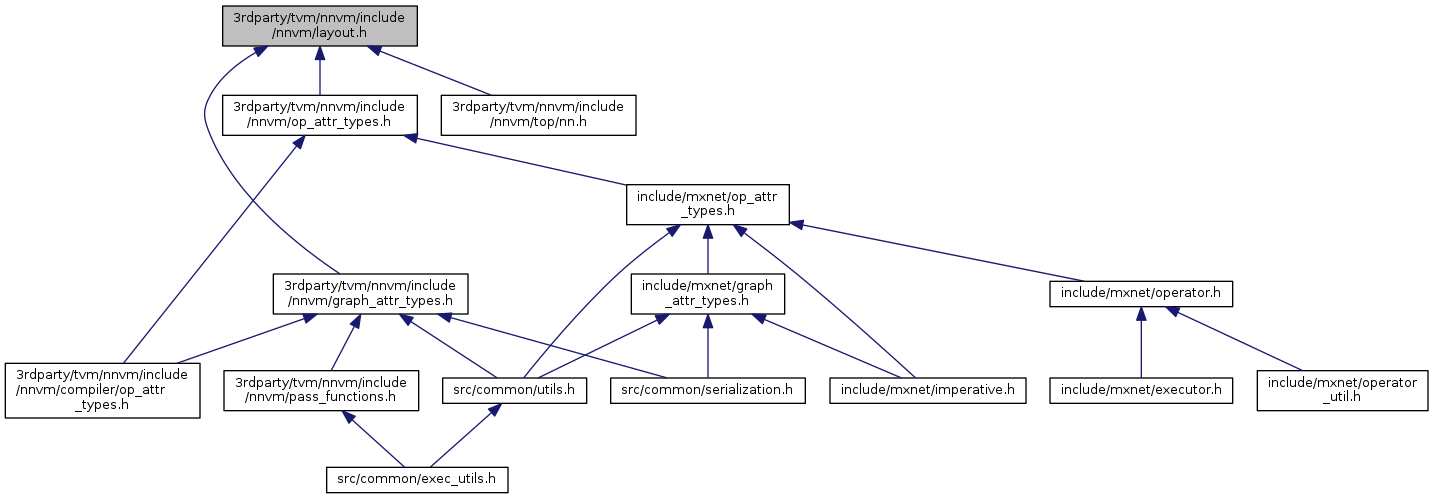 3rdparty/tvm/nnvm/include
/nnvm/layout.h
3rdparty/tvm/nnvm/include
/nnvm/op_attr_types.h
3rdparty/tvm/nnvm/include
/nnvm/top/nn.h
include/mxnet/op_attr
_types.h
3rdparty/tvm/nnvm/include
/nnvm/graph_attr_types.h
include/mxnet/graph
_attr_types.h
include/mxnet/operator.h
3rdparty/tvm/nnvm/include
/nnvm/compiler/op_attr
_types.h
3rdparty/tvm/nnvm/include
/nnvm/pass_functions.h
src/common/utils.h
src/common/serialization.h
include/mxnet/imperative.h
include/mxnet/executor.h
include/mxnet/operator
_util.h
src/common/exec_utils.h